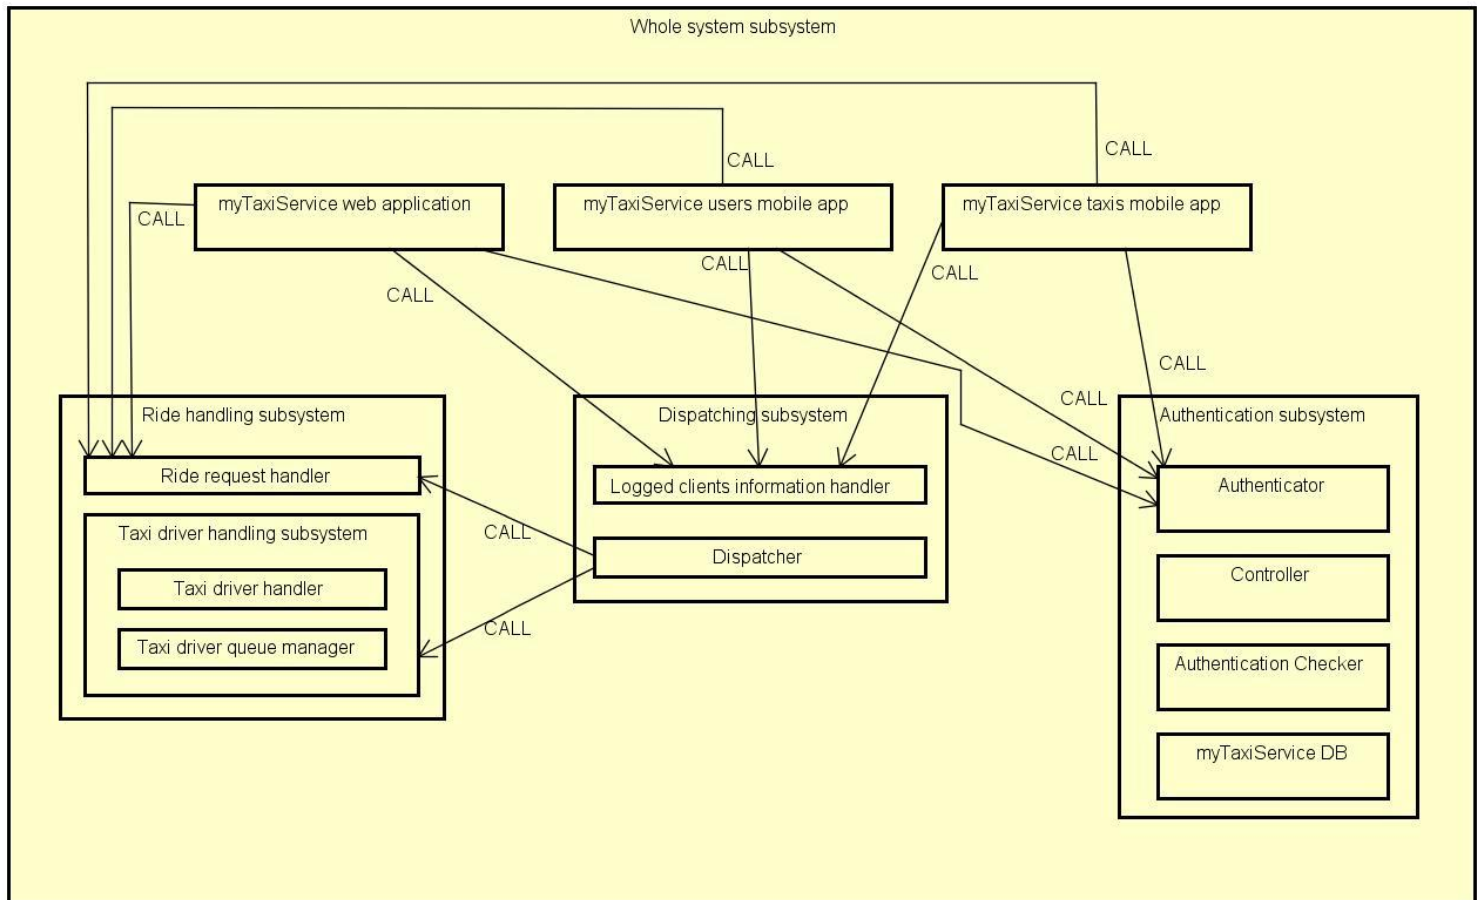 Whole system subsystem
CALL
CALL
myTaxiService web application
myTaxiService users mobile app
myTaxiService taxis mobile app
CALL
CALL
CALL
CALL
CALL
CALL
Ride handling subsystem
Dispatching subsystem
Authentication subsystem
CALL
Ride request handler
Logged clients information handler
Authenticator
CALL
Taxi driver handling subsystem
Dispatcher
Controller
Taxi driver handler
CALL
Taxi driver queue manager
Authentication Checker
myTaxiService DB